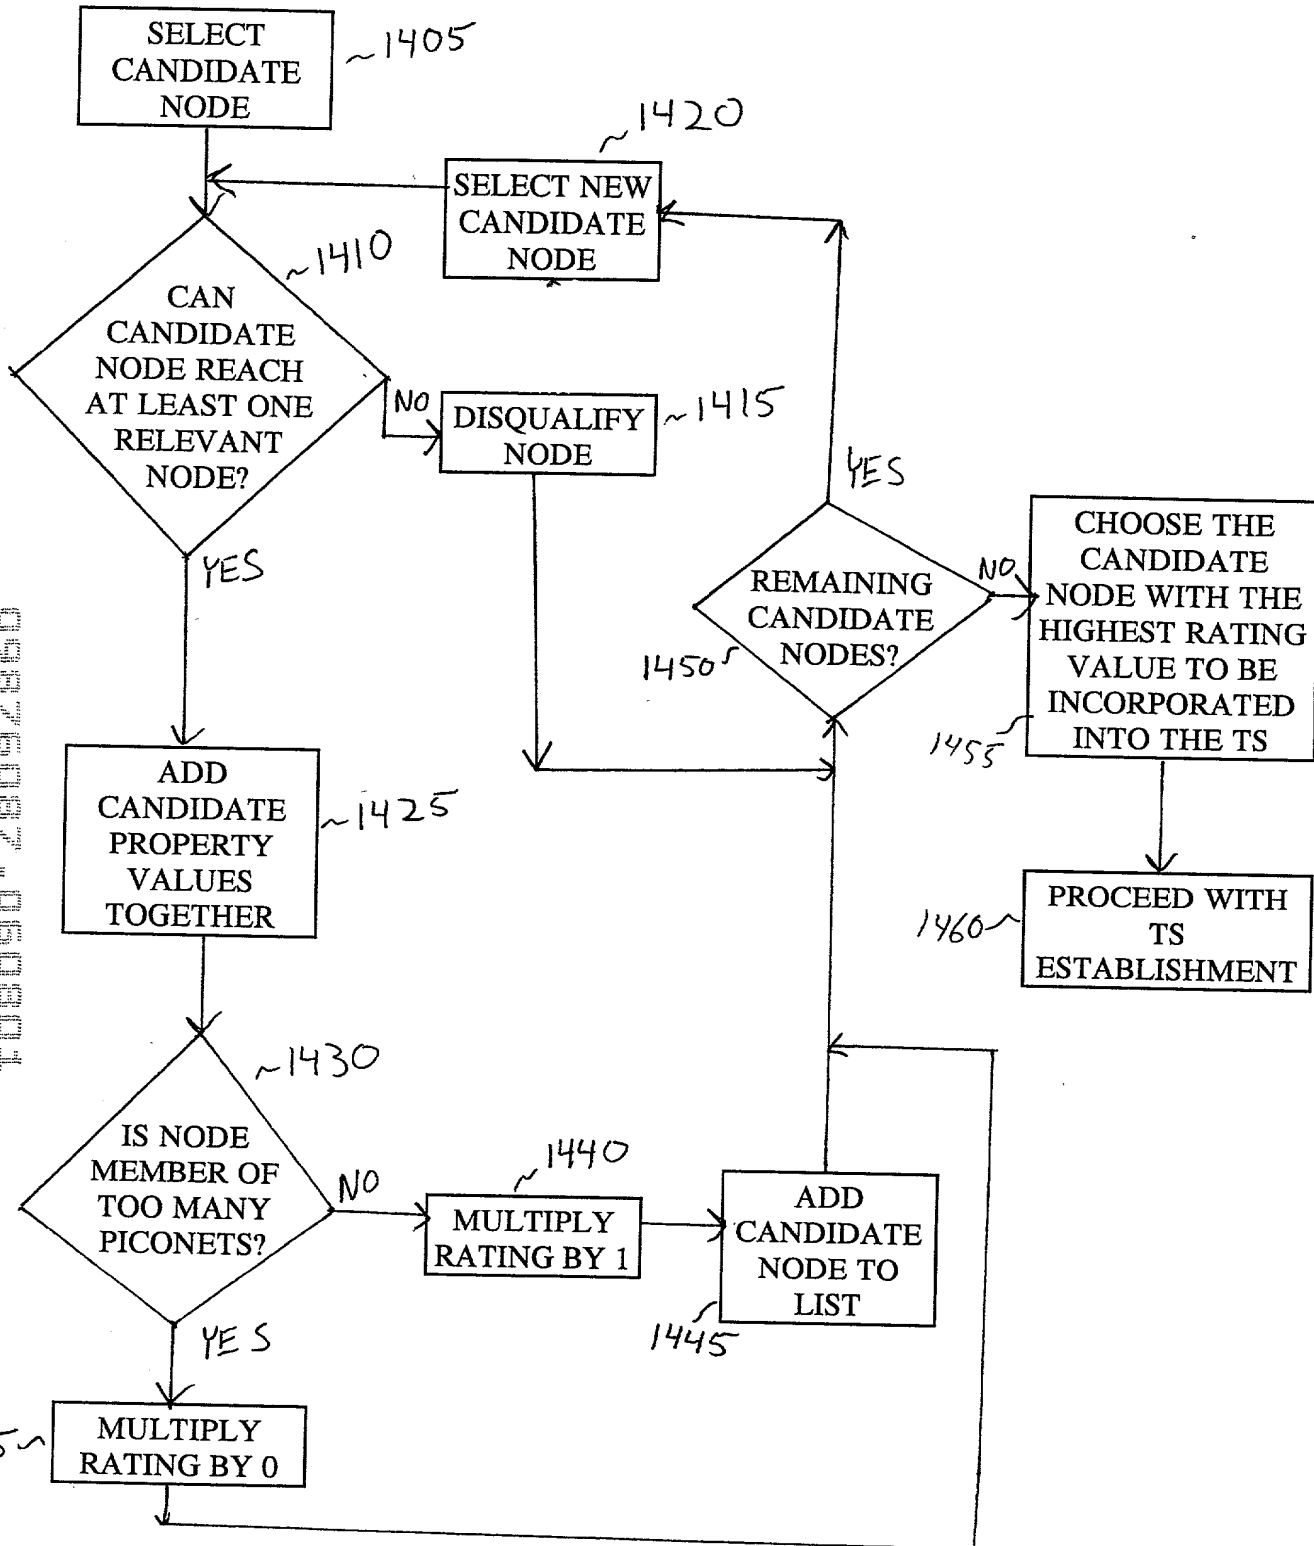 SELECT
CANDIDATE
NODE
1405
1420
SELECT NEW
CANDIDATE
NODE
1410
CAN
CANDIDATE
NODE REACH
AT LEAST ONE
RELEVANT
NODE?
NO
DISQUALIFY
NODE
1415
YES
YES
REMAINING
CANDIDATE
NODES?
1450
NO
CHOOSE THE
CANDIDATE
NODE WITH THE
HIGHEST RATING
VALUE TO BE
INCORPORATED
INTO THE TS
1455
ADD
CANDIDATE
PROPERTY
VALUES
TOGETHER
1425
PROCEED WITH
TS
ESTABLISHMENT
1460
1430
IS NODE
MEMBER OF
TOO MANY
PICONETS?
NO
1440
MULTIPLY
RATING BY 1
ADD
CANDIDATE
NODE TO
LIST
1445
YES
5
MULTIPLY
RATING BY 0